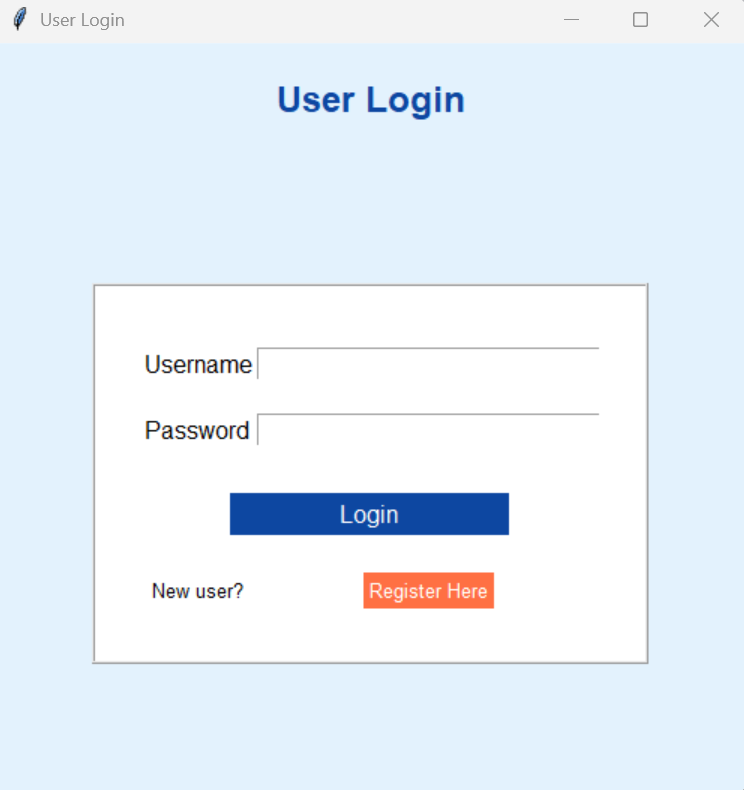 User Login
User Login
Username
Password
Login
New user? Register Here